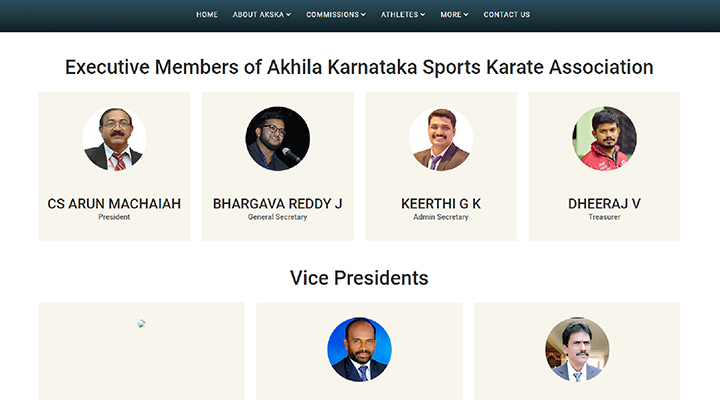 HOME ABOUT AKSKA COMMISSIONS ATHLETES MORE CONTACT US
Executive Members of Akhila Karnataka Sports Karate Association
CS ARUN MACHAIAH BHARGAVA REDDY J KEERTHI G K DHEERAJ V
President General Secretary Admin Secretary Treasurer
Vice Presidents